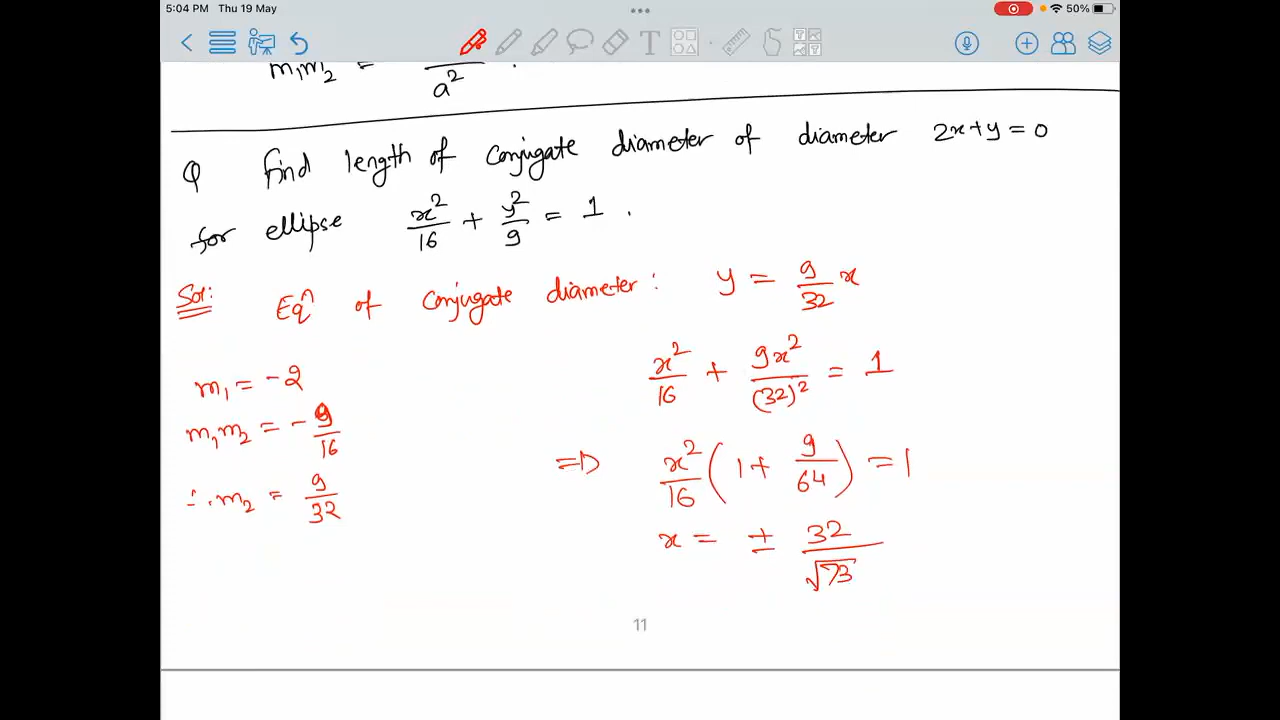 5:04 PM Thu 19 May
50%
m₁m₂ = /a² .
Q Find length of conjugate diameter of diameter 2x+y=0
for ellipse x²/16 + y²/9 = 1 .
Sol: Eqⁿ of conjugate diameter : y = 9/32 x
m₁ = -2
m₁m₂ = -9/16
∴ m₂ = 9/32
x²/16 + 9x²/(32)² = 1
⇒ x²/16 (1 + 9/64) = 1
x = ± 32/√73
11